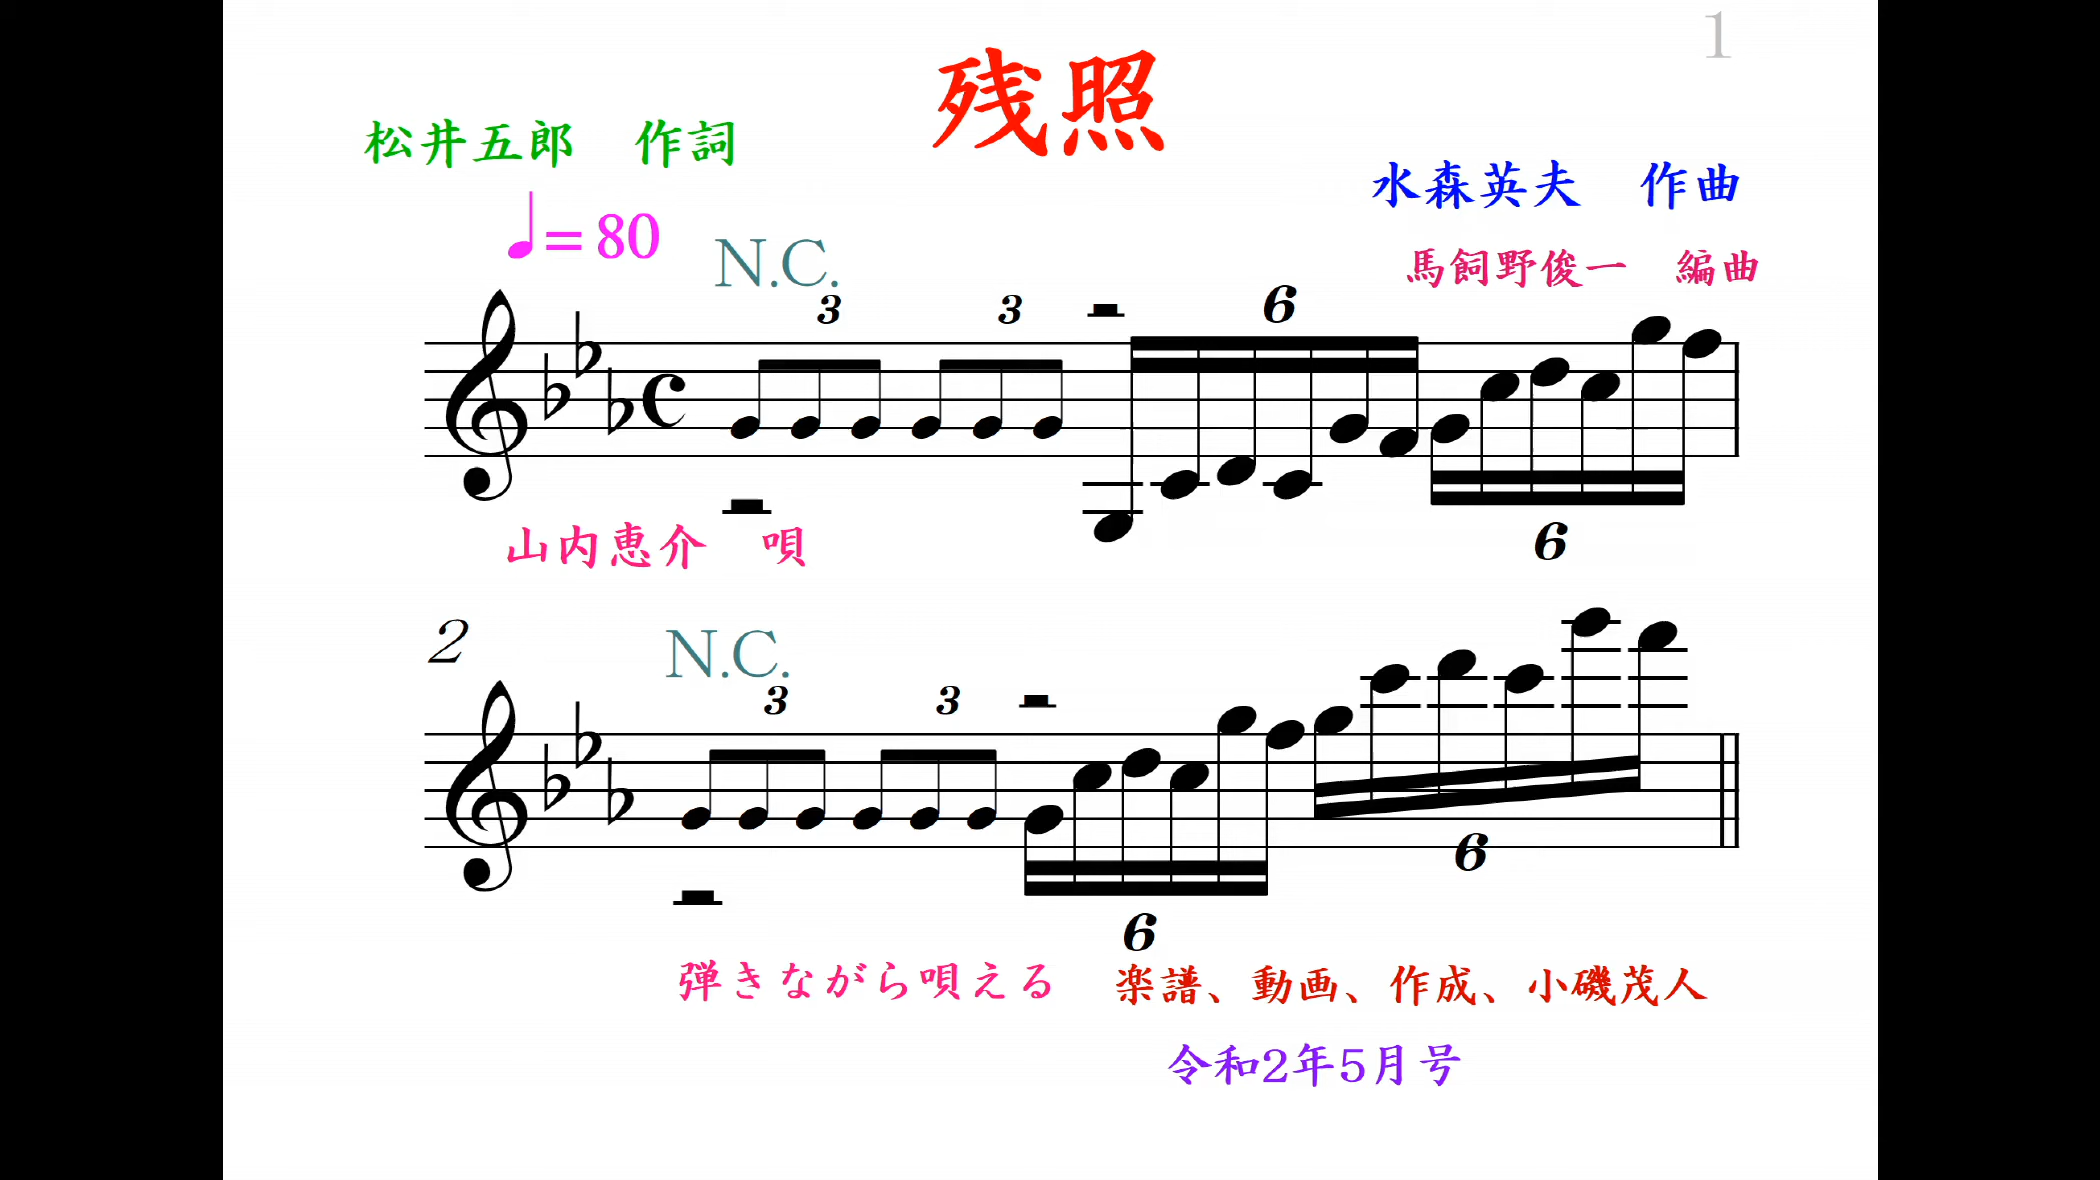 1
残照
松井五郎　作詞
水森英夫　作曲
♩=80
馬飼野俊一　編曲
N.C.
3 3 6
6
山内恵介　唄
2
N.C.
3 3
6
6
弾きながら唄える　楽譜、動画、作成、小磯茂人
令和2年5月号